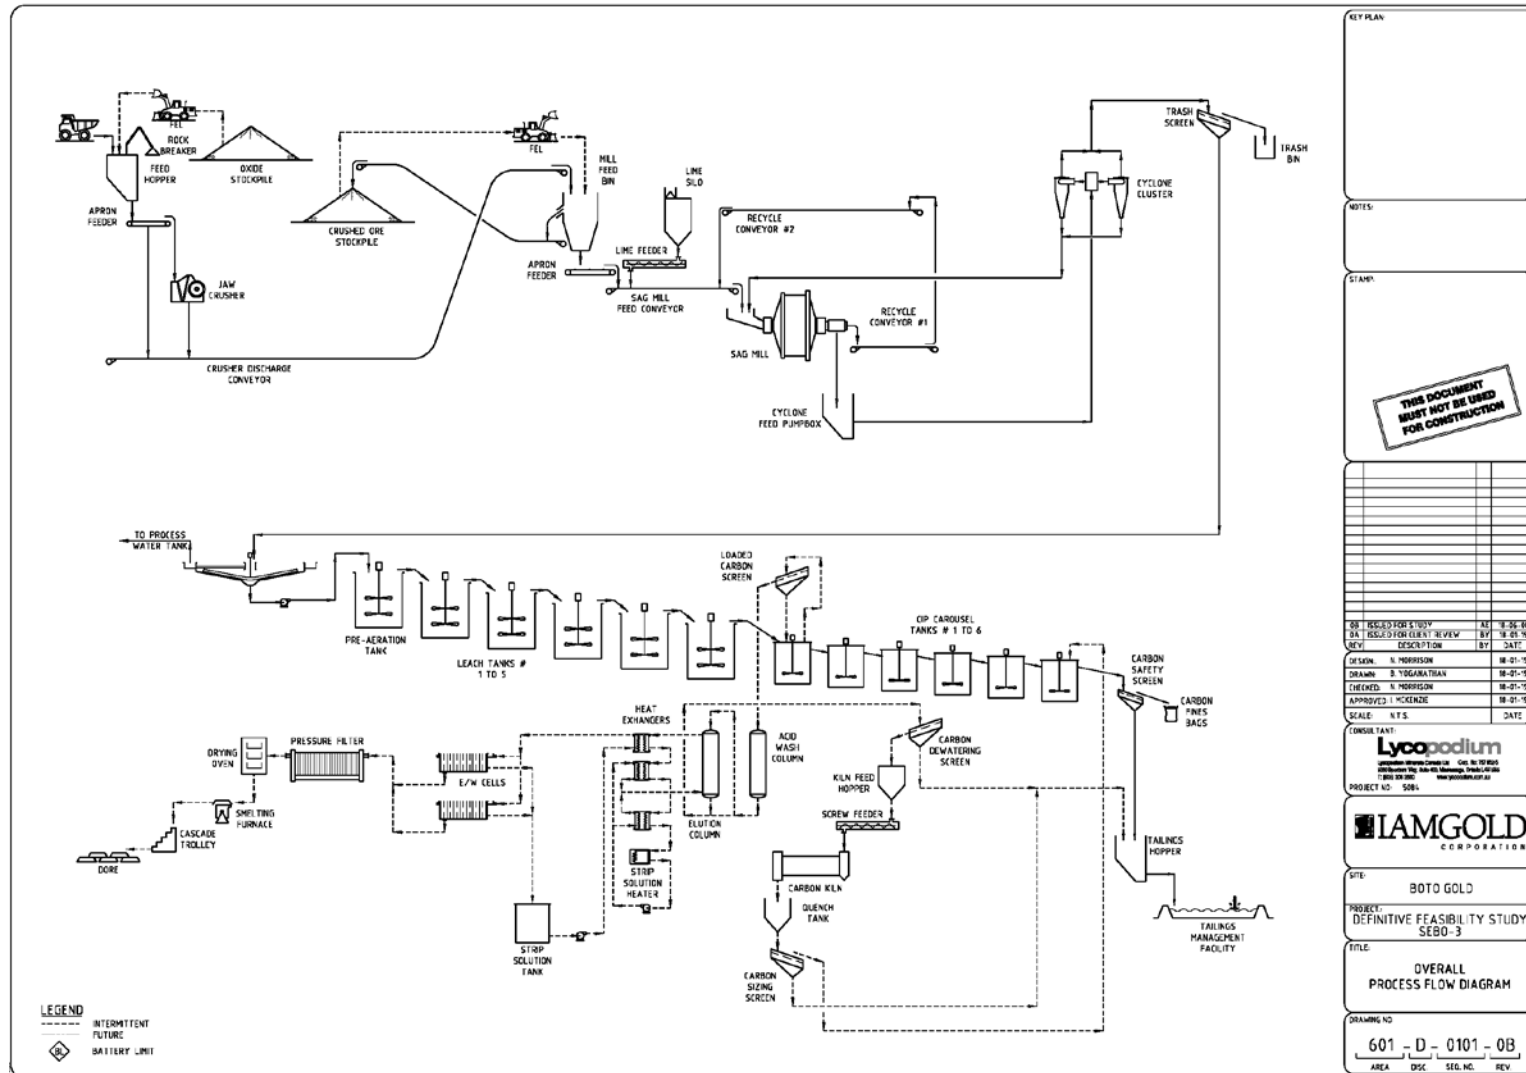 FEL
ROCK
BREAKER
FEED
HOPPER
OXIDE
STOCKPILE
APRON
FEEDER
JAW
CRUSHER
CRUSHER DISCHARGE
CONVEYOR
CRUSHED ORE
STOCKPILE
FEL
MILL
FEED
BIN
LIME
SILO
LIME FEEDER
APRON
FEEDER
SAG MILL
FEED CONVEYOR
RECYCLE
CONVEYOR #2
RECYCLE
CONVEYOR #1
SAG MILL
CYCLONE
FEED PUMPBOX
CYCLONE
CLUSTER
TRASH
SCREEN
TRASH
BIN
TO PROCESS
WATER TANK
PRE-AERATION
TANK
LEACH TANKS #
1 TO 5
LOADED
CARBON
SCREEN
CIP CAROUSEL
TANKS # 1 TO 6
CARBON
SAFETY
SCREEN
CARBON
FINES
BAGS
DRYING
OVEN
PRESSURE FILTER
SMELTING
FURNACE
CASCADE
TROLLEY
DORE
E/W CELLS
HEAT
EXHANGERS
STRIP
SOLUTION
HEATER
STRIP
SOLUTION
TANK
ELUTION
COLUMN
ACID
WASH
COLUMN
CARBON
DEWATERING
SCREEN
KILN FEED
HOPPER
SCREW FEEDER
CARBON KILN
QUENCH
TANK
CARBON
SIZING
SCREEN
TAILINGS
HOPPER
TAILINGS
MANAGEMENT
FACILITY
LEGEND
INTERMITTENT
FUTURE
BL BATTERY LIMIT
KEY PLAN:
NOTES:
STAMP:
THIS DOCUMENT
MUST NOT BE USED
FOR CONSTRUCTION
0B ISSUED FOR STUDY AE
0A ISSUED FOR CLIENT REVIEW BY
REV DESCRIPTION BY DATE
DESIGN: N. MORRISON
DRAWN: B. YOGANATHAN
CHECKED: N. MORRISON
APPROVED: I. MCKENZIE
SCALE: N.T.S. DATE
CONSULTANT:
Lycopodium
PROJECT NO: 5084
IAMGOLD
CORPORATION
SITE:
BOTO GOLD
PROJECT:
DEFINITIVE FEASIBILITY STUDY
SEBO-3
TITLE:
OVERALL
PROCESS FLOW DIAGRAM
DRAWING NO
601 - D - 0101 - 0B
AREA DISC SEQ. NO. REV